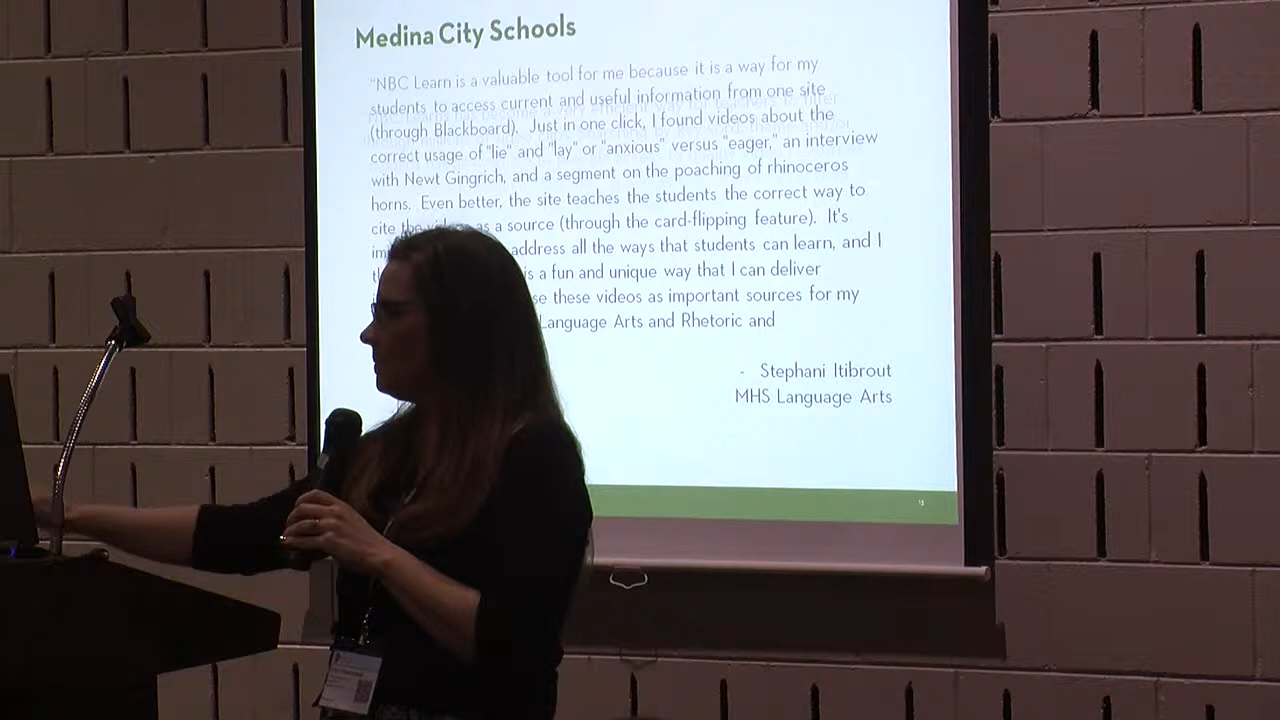 Medina City Schools
"NBC Learn is a valuable tool for me because it is a way for my
students to access current and useful information from one site
(through Blackboard). Just in one click, I found videos about the
correct usage of "lie" and "lay" or "anxious" versus "eager," an interview
with Newt Gingrich, and a segment on the poaching of rhinoceros
horns. Even better, the site teaches the students the correct way to
cite the as a source (through the card-flipping feature). It's
address all the ways that students can learn, and I
is a fun and unique way that I can deliver
these videos as important sources for my
Language Arts and Rhetoric and
- Stephani Itibrout
MHS Language Arts